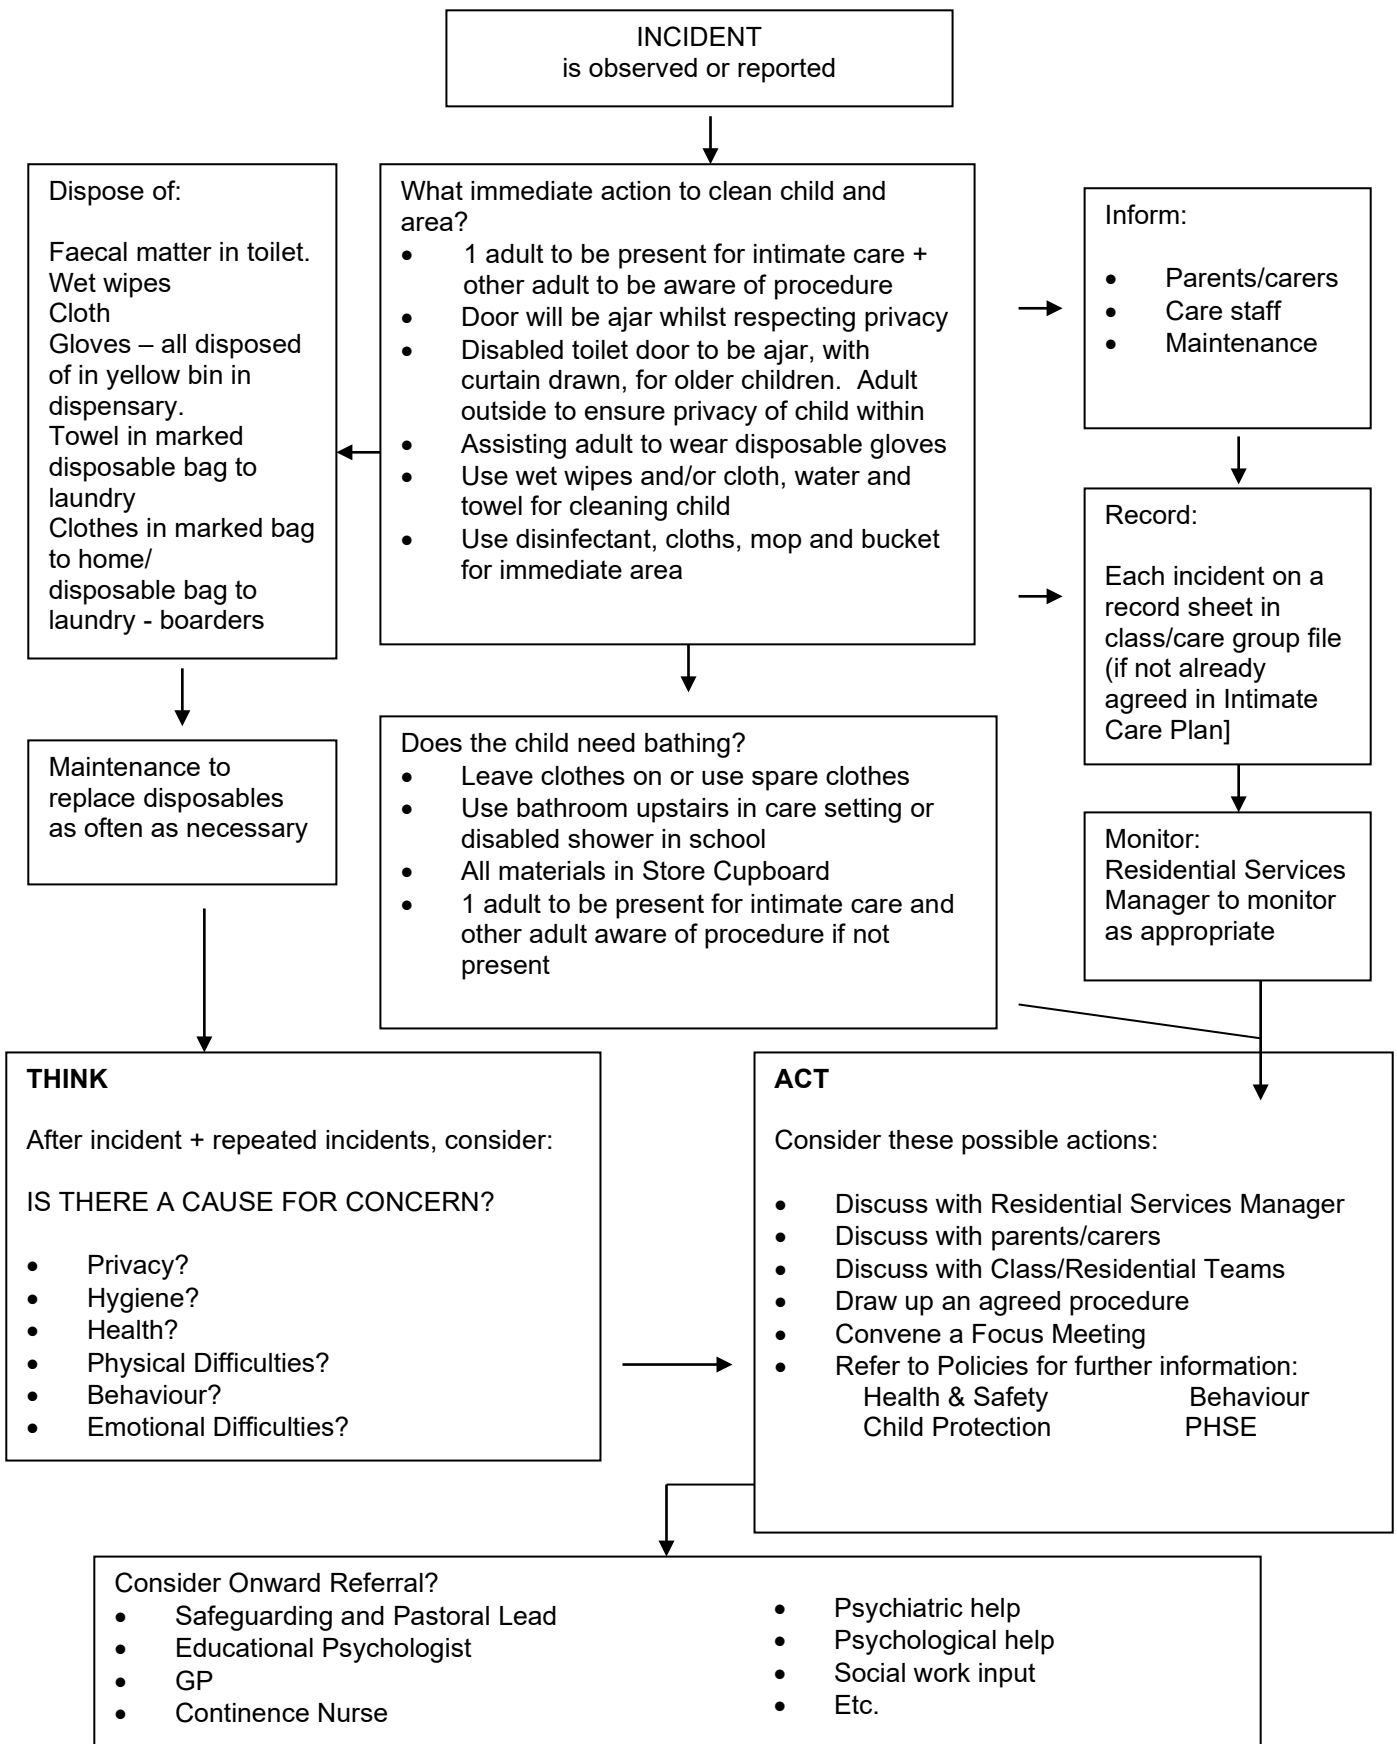 INCIDENT
is observed or reported
Dispose of:
Faecal matter in toilet.
Wet wipes
Cloth
Gloves – all disposed
of in yellow bin in
dispensary.
Towel in marked
disposable bag to
laundry
Clothes in marked bag
to home/
disposable bag to
laundry - boarders
What immediate action to clean child and
area?
• 1 adult to be present for intimate care +
other adult to be aware of procedure
• Door will be ajar whilst respecting privacy
• Disabled toilet door to be ajar, with
curtain drawn, for older children.  Adult
outside to ensure privacy of child within
• Assisting adult to wear disposable gloves
• Use wet wipes and/or cloth, water and
towel for cleaning child
• Use disinfectant, cloths, mop and bucket
for immediate area
Inform:
• Parents/carers
• Care staff
• Maintenance
Record:
Each incident on a
record sheet in
class/care group file
(if not already
agreed in Intimate
Care Plan]
Maintenance to
replace disposables
as often as necessary
Does the child need bathing?
• Leave clothes on or use spare clothes
• Use bathroom upstairs in care setting or
disabled shower in school
• All materials in Store Cupboard
• 1 adult to be present for intimate care and
other adult aware of procedure if not
present
Monitor:
Residential Services
Manager to monitor
as appropriate
THINK
After incident + repeated incidents, consider:
IS THERE A CAUSE FOR CONCERN?
• Privacy?
• Hygiene?
• Health?
• Physical Difficulties?
• Behaviour?
• Emotional Difficulties?
ACT
Consider these possible actions:
• Discuss with Residential Services Manager
• Discuss with parents/carers
• Discuss with Class/Residential Teams
• Draw up an agreed procedure
• Convene a Focus Meeting
• Refer to Policies for further information:
Health & Safety Behaviour
Child Protection PHSE
Consider Onward Referral?
• Safeguarding and Pastoral Lead
• Educational Psychologist
• GP
• Continence Nurse
• Psychiatric help
• Psychological help
• Social work input
• Etc.